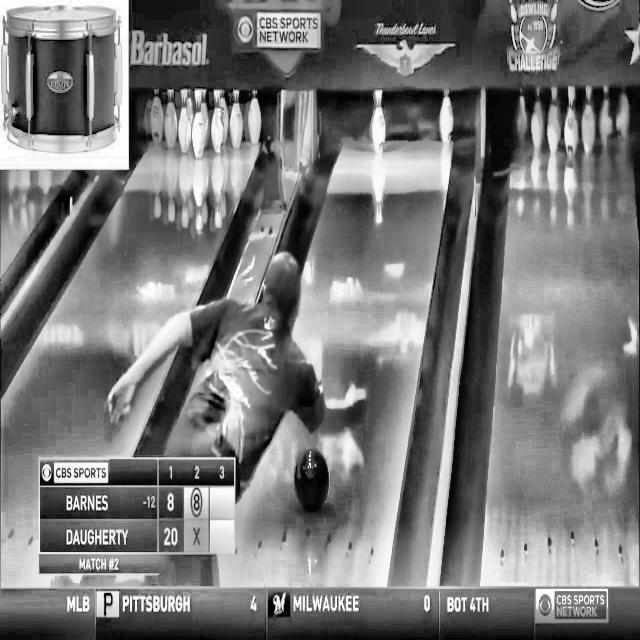 Barbasol
CBS SPORTS
NETWORK
Thunderbowl Lanes
BOWLING
CHALLENGE
CBS SPORTS 1 2 3
BARNES -12 8 8
DAUGHERTY 20 X
MATCH #2
MLB P PITTSBURGH 4 M MILWAUKEE 0 BOT 4TH
CBS SPORTS
NETWORK